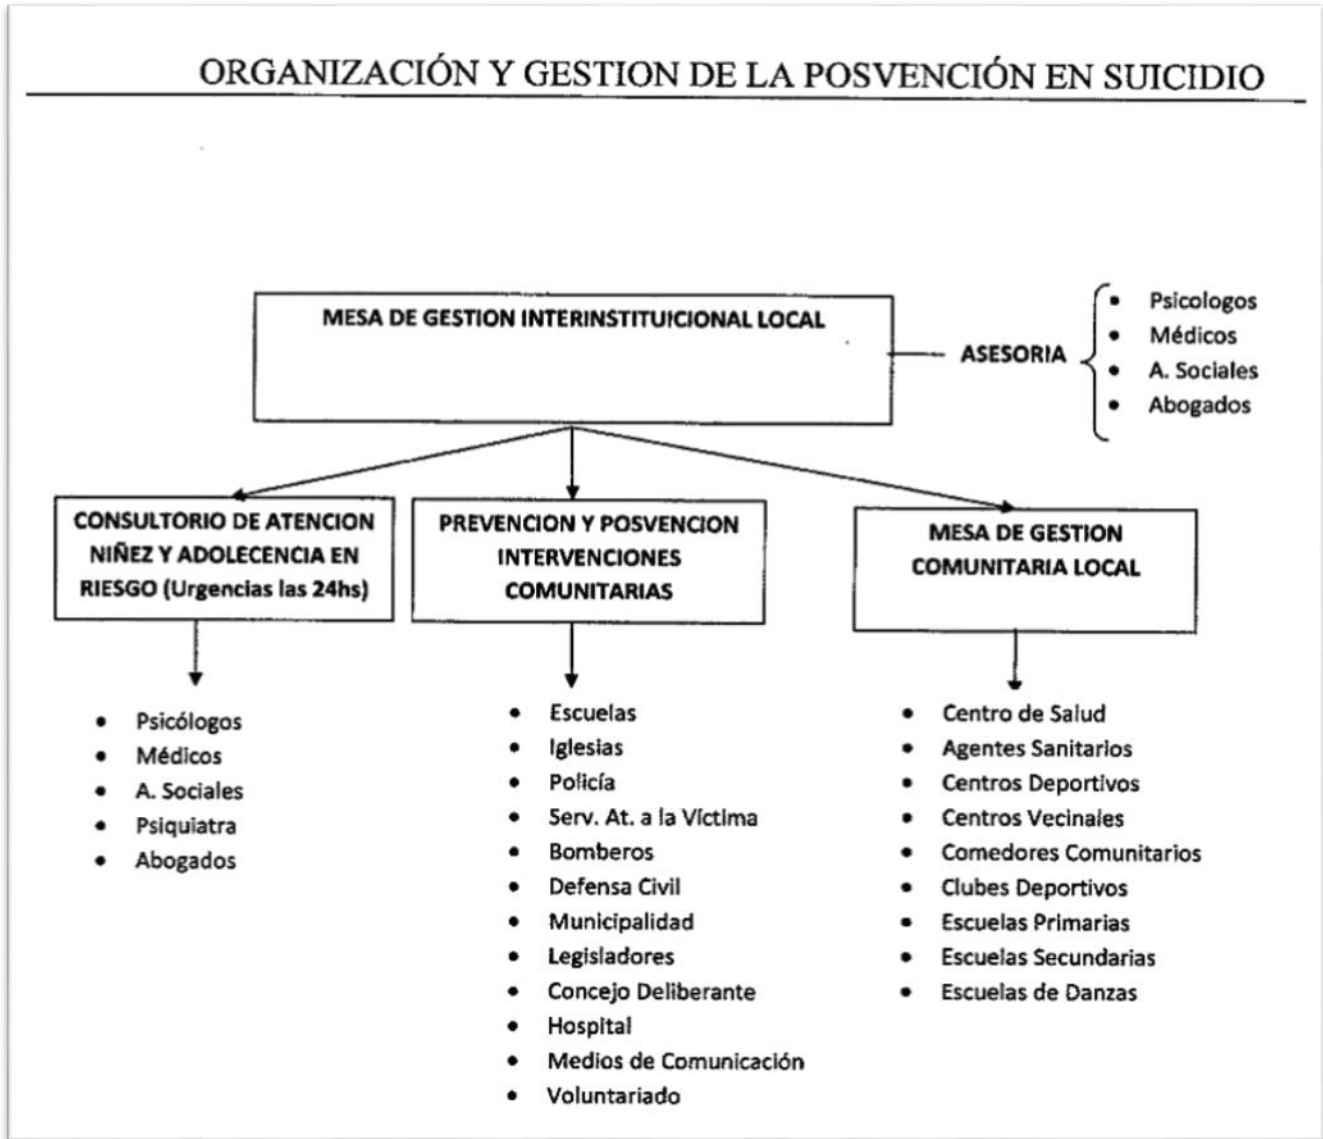 ORGANIZACIÓN Y GESTION DE LA POSVENCIÓN EN SUICIDIO
MESA DE GESTION INTERINSTITUICIONAL LOCAL
ASESORIA
• Psicologos
• Médicos
• A. Sociales
• Abogados
CONSULTORIO DE ATENCION
NIÑEZ Y ADOLECENCIA EN
RIESGO (Urgencias las 24hs)
• Psicólogos
• Médicos
• A. Sociales
• Psiquiatra
• Abogados
PREVENCION Y POSVENCION
INTERVENCIONES
COMUNITARIAS
• Escuelas
• Iglesias
• Policía
• Serv. At. a la Víctima
• Bomberos
• Defensa Civil
• Municipalidad
• Legisladores
• Concejo Deliberante
• Hospital
• Medios de Comunicación
• Voluntariado
MESA DE GESTION
COMUNITARIA LOCAL
• Centro de Salud
• Agentes Sanitarios
• Centros Deportivos
• Centros Vecinales
• Comedores Comunitarios
• Clubes Deportivos
• Escuelas Primarias
• Escuelas Secundarias
• Escuelas de Danzas